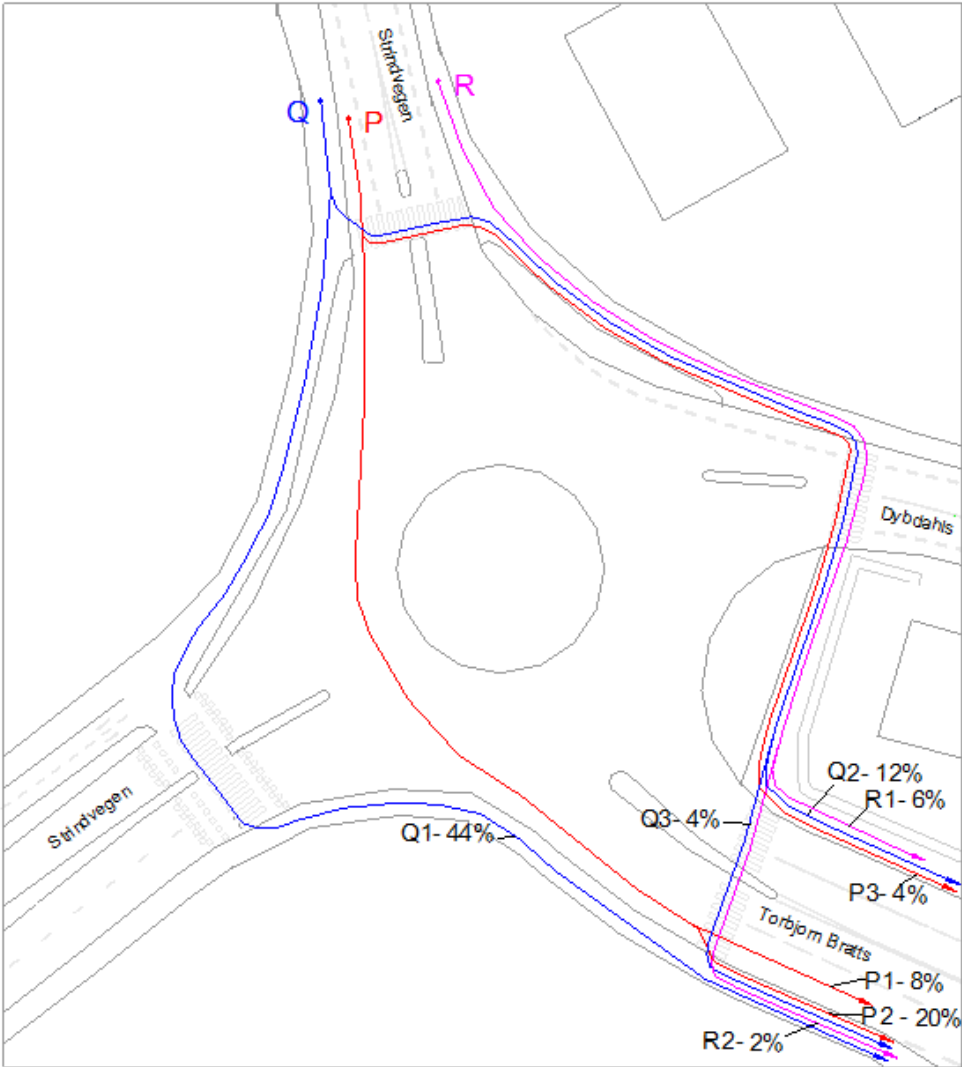 Strindvegen
R
Q
P
Dybdahls
Q2- 12%
R1- 6%
Strindvegen
Q3- 4%
Q1- 44%
P3- 4%
Torbjorn Bratts
P1- 8%
P2 - 20%
R2- 2%